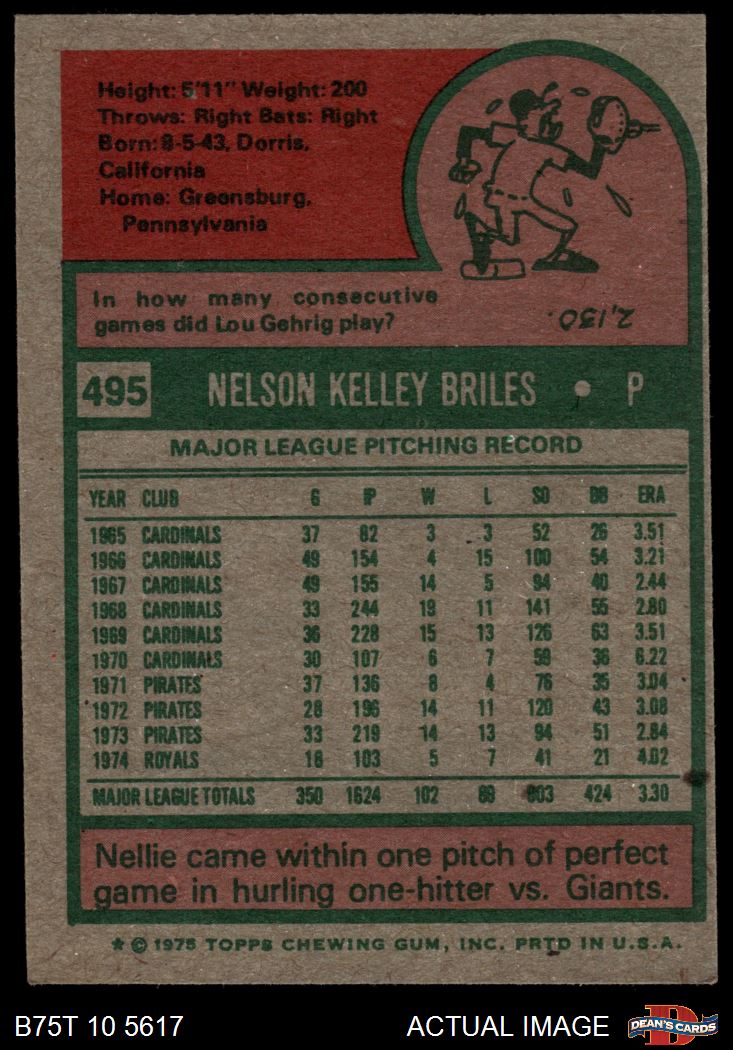 Height: 5'11" Weight: 200
Throws: Right Bats: Right
Born: 8-5-43, Dorris,
California
Home: Greensburg,
Pennsylvania
In how many consecutive
games did Lou Gehrig play?
2,130.
495 NELSON KELLEY BRILES • P
MAJOR LEAGUE PITCHING RECORD
YEAR CLUB G IP W L SO BB ERA
1965 CARDINALS 37 82 3 3 52 26 3.51
1966 CARDINALS 49 154 4 15 100 54 3.21
1967 CARDINALS 49 155 14 5 94 40 2.44
1968 CARDINALS 33 244 19 11 141 55 2.80
1969 CARDINALS 36 228 15 13 126 63 3.51
1970 CARDINALS 30 107 6 7 59 36 6.22
1971 PIRATES 37 136 8 4 76 35 3.04
1972 PIRATES 28 196 14 11 120 43 3.08
1973 PIRATES 33 219 14 13 94 51 2.84
1974 ROYALS 18 103 5 7 41 21 4.02
MAJOR LEAGUE TOTALS 350 1624 102 89 903 424 3.30
Nellie came within one pitch of perfect
game in hurling one-hitter vs. Giants.
* © 1975 TOPPS CHEWING GUM, INC. PRTD IN U.S.A.
B75T 10 5617 ACTUAL IMAGE D DEAN'S CARDS